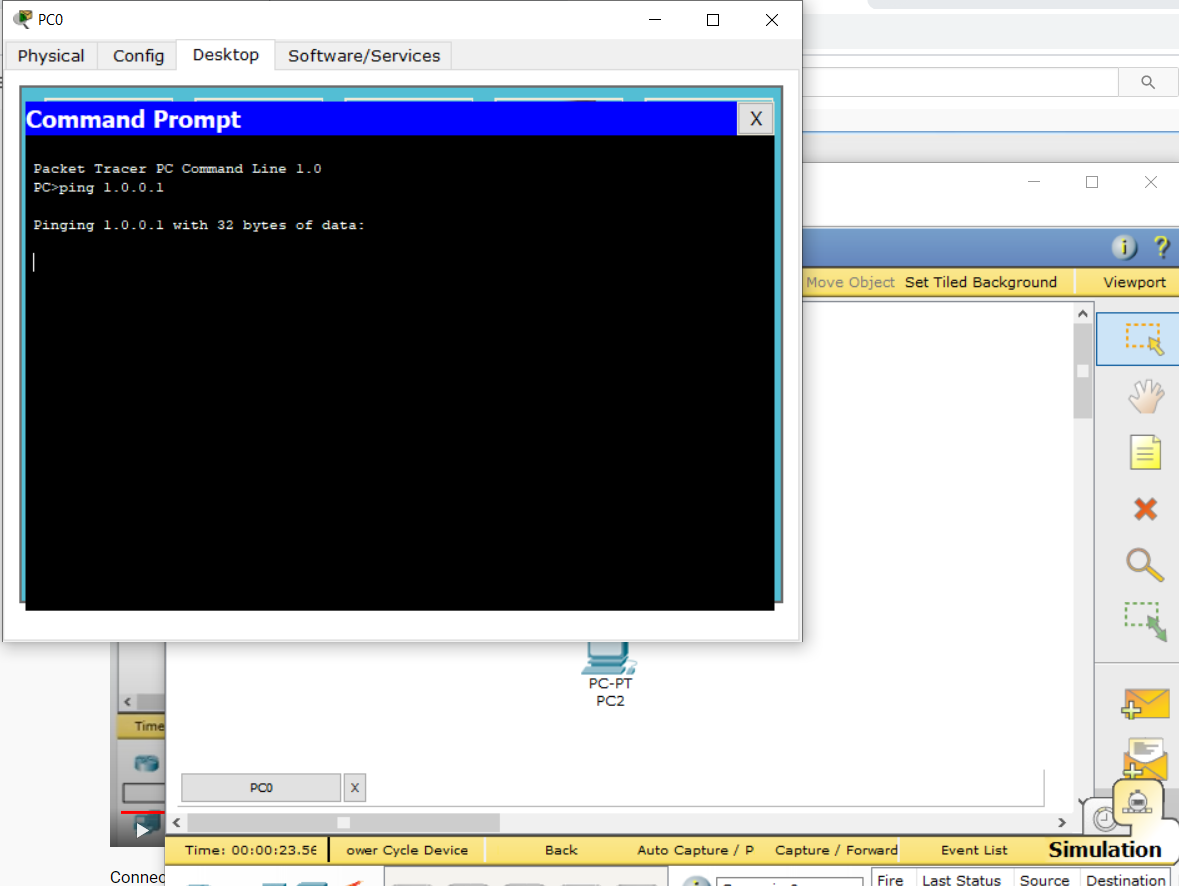 PC0
Physical Config Desktop Software/Services
Command Prompt X
Packet Tracer PC Command Line 1.0
PC>ping 1.0.0.1
Pinging 1.0.0.1 with 32 bytes of data:
i ?
Move Object Set Tiled Background Viewport
PC-PT
PC2
Time
PC0 X
Time: 00:00:23.56 ower Cycle Device Back Auto Capture / P Capture / Forward Event List Simulation
Connec
Fire Last Status Source Destination